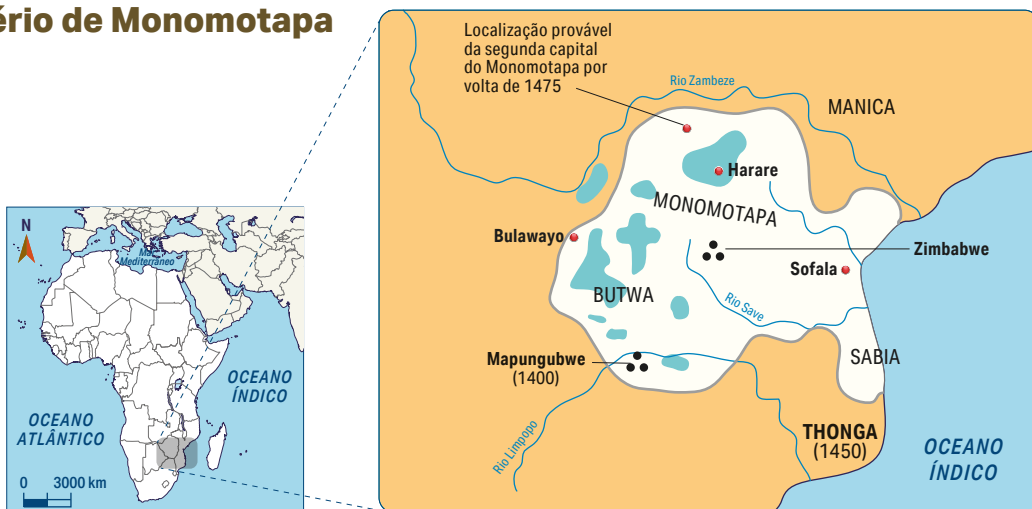 ério de Monomotapa
Localização provável
da segunda capital
do Monomotapa por
volta de 1475
Rio Zambeze
MANICA
Harare
MONOMOTAPA
Bulawayo
Zimbabwe
Sofala
BUTWA
Rio Save
Mapungubwe
(1400)
SABIA
Rio Limpopo
THONGA
(1450)
OCEANO
ÍNDICO
N
Mar
Mediterrâneo
OCEANO
ÍNDICO
OCEANO
ATLÂNTICO
0 3000 km